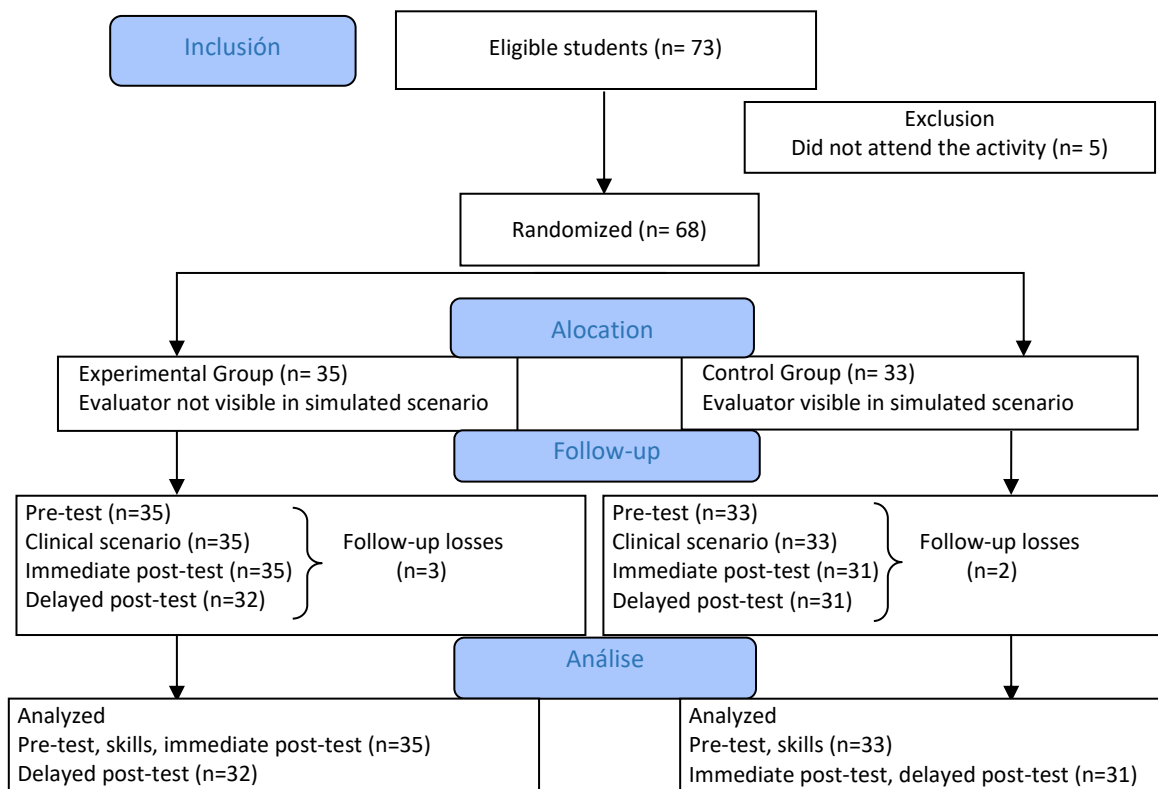 Inclusión
Eligible students (n= 73)
Exclusion
Did not attend the activity (n= 5)
Randomized (n= 68)
Alocation
Experimental Group (n= 35)
Evaluator not visible in simulated scenario
Control Group (n= 33)
Evaluator visible in simulated scenario
Follow-up
Pre-test (n=35)
Clinical scenario (n=35)
Immediate post-test (n=35)
Delayed post-test (n=32)
Follow-up losses
(n=3)
Pre-test (n=33)
Clinical scenario (n=33)
Immediate post-test (n=31)
Delayed post-test (n=31)
Follow-up losses
(n=2)
Análise
Analyzed
Pre-test, skills, immediate post-test (n=35)
Delayed post-test (n=32)
Analyzed
Pre-test, skills (n=33)
Immediate post-test, delayed post-test (n=31)